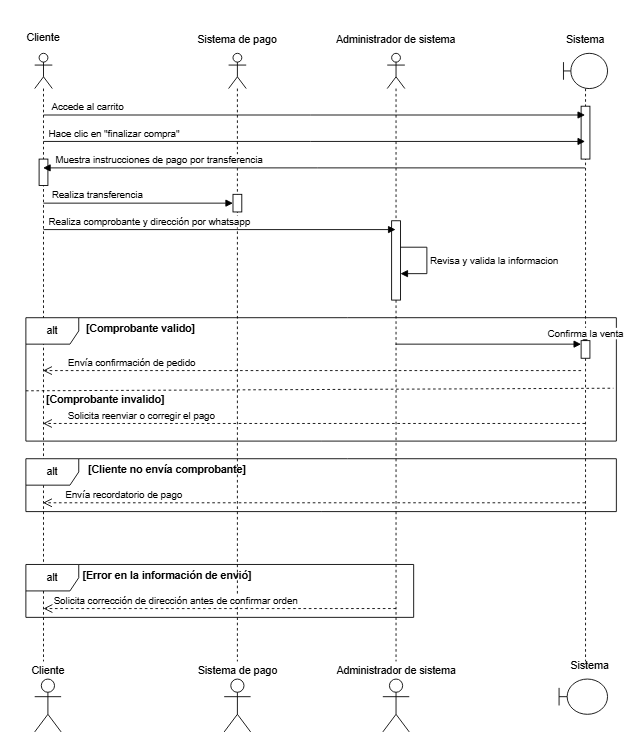 Cliente
Sistema de pago
Administrador de sistema
Sistema
Accede al carrito
Hace clic en "finalizar compra"
Muestra instrucciones de pago por transferencia
Realiza transferencia
Realiza comprobante y dirección por whatsapp
Revisa y valida la informacion
alt
[Comprobante valido]
Confirma la venta
Envía confirmación de pedido
[Comprobante invalido]
Solicita reenviar o corregir el pago
alt
[Cliente no envía comprobante]
Envía recordatorio de pago
alt
[Error en la información de envió]
Solicita corrección de dirección antes de confirmar orden
Cliente
Sistema de pago
Administrador de sistema
Sistema